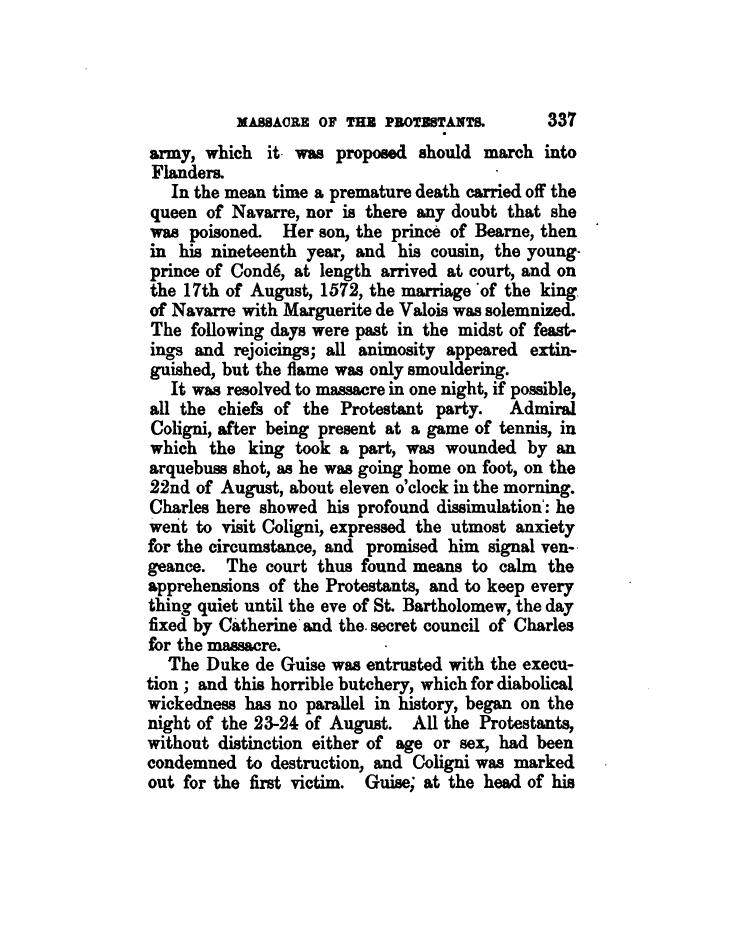 MASSACRE OF THE PROTESTANTS. 337
army, which it was proposed should march into
Flanders.
In the mean time a premature death carried off the
queen of Navarre, nor is there any doubt that she
was poisoned. Her son, the prince of Bearne, then
in his nineteenth year, and his cousin, the young
prince of Condé, at length arrived at court, and on
the 17th of August, 1572, the marriage of the king
of Navarre with Marguerite de Valois was solemnized.
The following days were past in the midst of feast-
ings and rejoicings; all animosity appeared extin-
guished, but the flame was only smouldering.
It was resolved to massacre in one night, if possible,
all the chiefs of the Protestant party. Admiral
Coligni, after being present at a game of tennis, in
which the king took a part, was wounded by an
arquebuss shot, as he was going home on foot, on the
22nd of August, about eleven o'clock in the morning.
Charles here showed his profound dissimulation: he
went to visit Coligni, expressed the utmost anxiety
for the circumstance, and promised him signal ven-
geance. The court thus found means to calm the
apprehensions of the Protestants, and to keep every
thing quiet until the eve of St. Bartholomew, the day
fixed by Catherine and the secret council of Charles
for the massacre.
The Duke de Guise was entrusted with the execu-
tion; and this horrible butchery, which for diabolical
wickedness has no parallel in history, began on the
night of the 23-24 of August. All the Protestants,
without distinction either of age or sex, had been
condemned to destruction, and Coligni was marked
out for the first victim. Guise, at the head of his